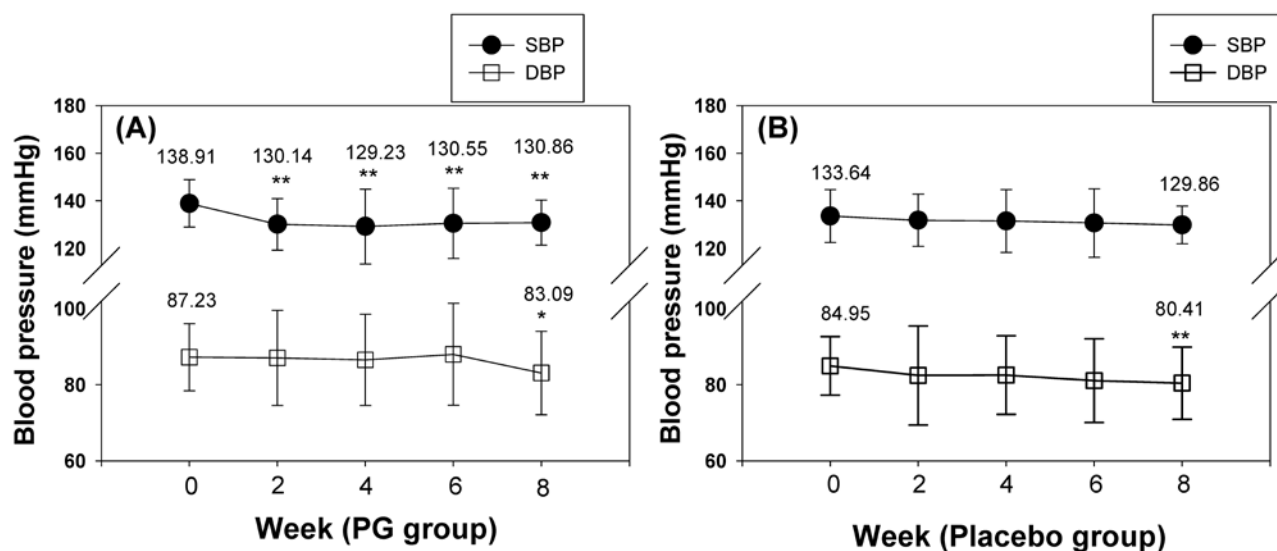 SBP
DBP
SBP
DBP
(A)
Blood pressure (mmHg)
180
160
140
120
100
80
60
138.91
130.14
129.23
130.55
130.86
**
**
**
**
87.23
83.09
*
0 2 4 6 8
Week (PG group)
(B)
Blood pressure (mmHg)
180
160
140
120
100
80
60
133.64
129.86
84.95
80.41
**
0 2 4 6 8
Week (Placebo group)